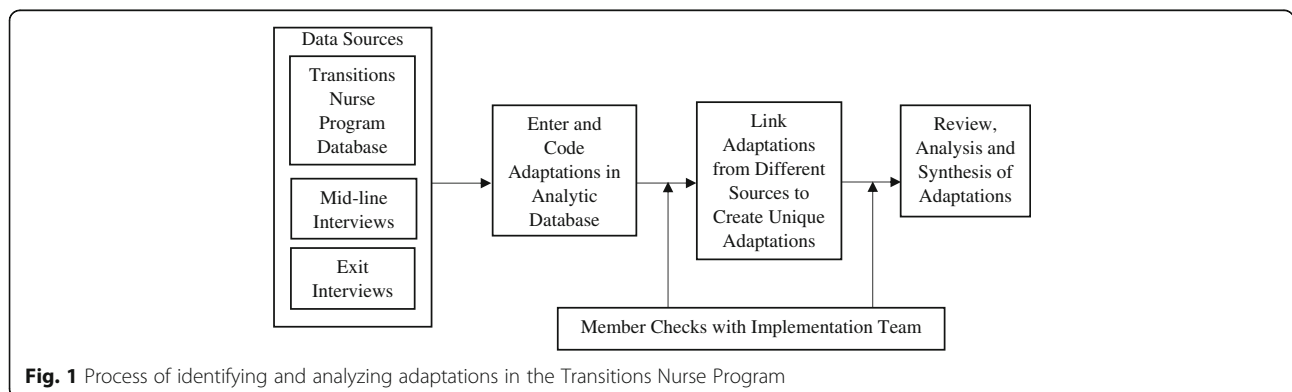 Data Sources
Transitions
Nurse
Program
Database
Mid-line
Interviews
Exit
Interviews
Enter and
Code
Adaptations in
Analytic
Database
Link
Adaptations
from Different
Sources to
Create Unique
Adaptations
Review,
Analysis and
Synthesis of
Adaptations
Member Checks with Implementation Team
Fig. 1 Process of identifying and analyzing adaptations in the Transitions Nurse Program